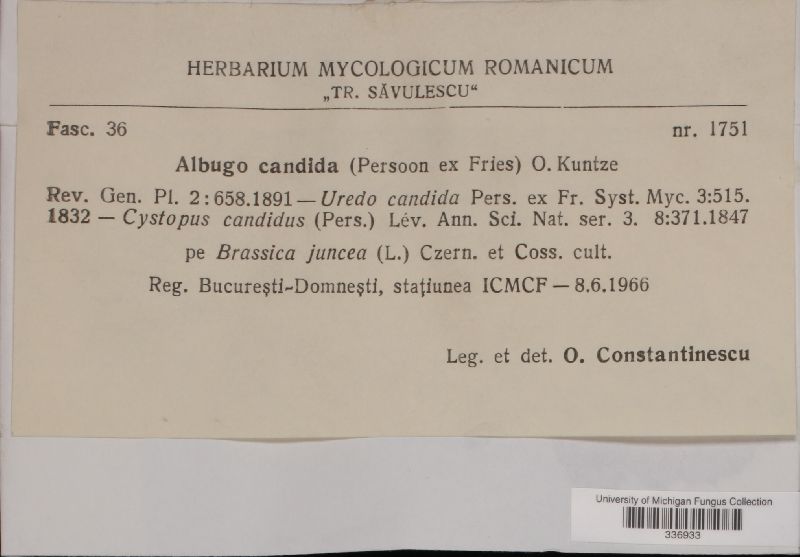 HERBARIUM MYCOLOGICUM ROMANICUM
„TR. SĂVULESCU“
Fasc. 36 nr. 1751
Albugo candida (Persoon ex Fries) O. Kuntze
Rev. Gen. Pl. 2:658.1891 — Uredo candida Pers. ex Fr. Syst. Myc. 3:515.
1832 — Cystopus candidus (Pers.) Lév. Ann. Sci. Nat. ser. 3. 8:371.1847
pe Brassica juncea (L.) Czern. et Coss. cult.
Reg. București-Domnești, stațiunea ICMCF — 8.6.1966
Leg. et det. O. Constantinescu
University of Michigan Fungus Collection
336933